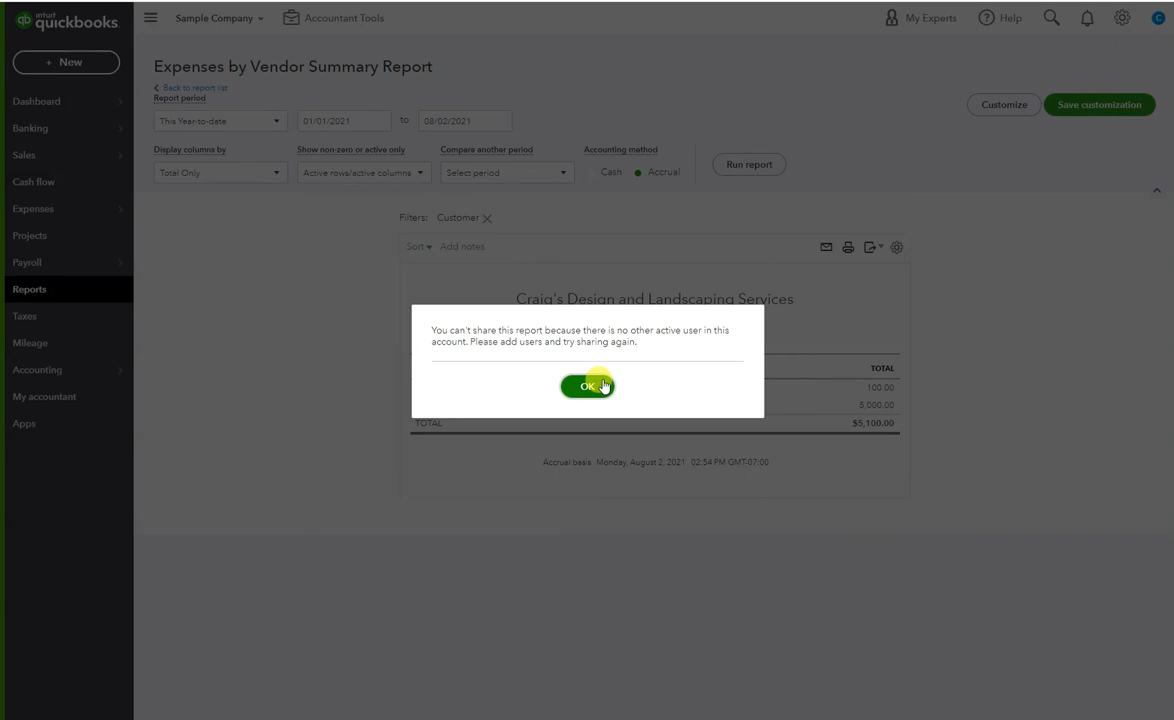 intuit
quickbooks.
Sample Company
Accountant Tools
My Experts
Help
C
+ New
Dashboard
Banking
Sales
Cash flow
Expenses
Projects
Payroll
Reports
Taxes
Mileage
Accounting
My accountant
Apps
Expenses by Vendor Summary Report
Back to report list
Report period
This Year-to-date
01/01/2021
to
08/02/2021
Customize
Save customization
Display columns by
Show non-zero or active only
Compare another period
Accounting method
Total Only
Active rows/active columns
Select period
Cash
Accrual
Run report
Filters: Customer
Sort
Add notes
Craig's Design and Landscaping Services
You can't share this report because there is no other active user in this
account. Please add users and try sharing again.
OK
TOTAL
100.00
5,000.00
TOTAL $5,100.00
Accrual basis Monday, August 2, 2021 02:54 PM GMT-07:00